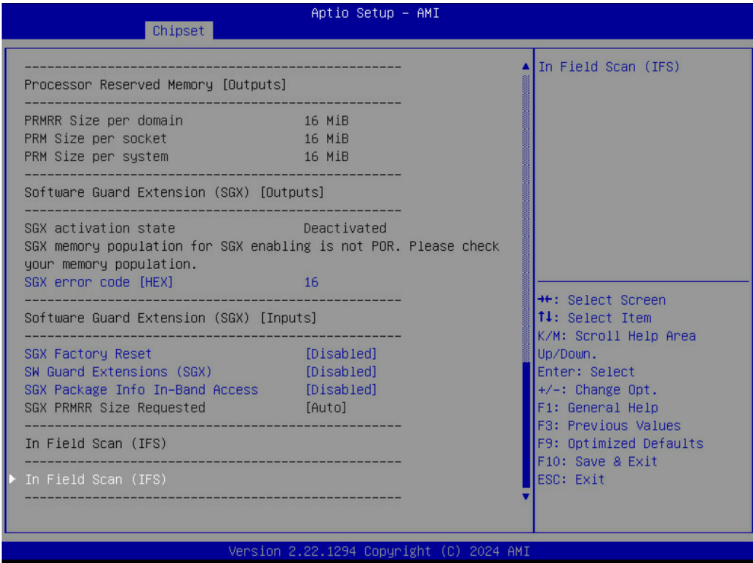 Aptio Setup – AMI
Chipset
--------------------------------------------------
Processor Reserved Memory [Outputs]
--------------------------------------------------
PRMRR Size per domain 16 MiB
PRM Size per socket 16 MiB
PRM Size per system 16 MiB
--------------------------------------------------
Software Guard Extension (SGX) [Outputs]
--------------------------------------------------
SGX activation state Deactivated
SGX memory population for SGX enabling is not POR. Please check
your memory population.
SGX error code [HEX] 16
--------------------------------------------------
Software Guard Extension (SGX) [Inputs]
--------------------------------------------------
SGX Factory Reset [Disabled]
SW Guard Extensions (SGX) [Disabled]
SGX Package Info In-Band Access [Disabled]
SGX PRMRR Size Requested [Auto]
--------------------------------------------------
In Field Scan (IFS)
--------------------------------------------------
In Field Scan (IFS)
--------------------------------------------------
In Field Scan (IFS)
→←: Select Screen
↑↓: Select Item
K/M: Scroll Help Area
Up/Down.
Enter: Select
+/-: Change Opt.
F1: General Help
F3: Previous Values
F9: Optimized Defaults
F10: Save & Exit
ESC: Exit
Version 2.22.1294 Copyright (C) 2024 AMI